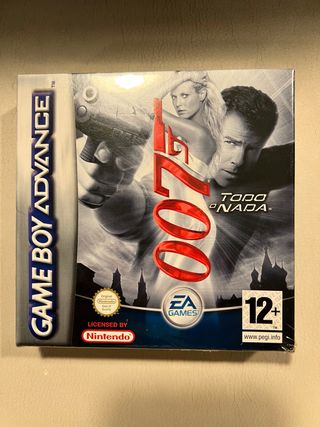 GAME BOY ADVANCE
007
TODO
O NADA
LICENSED BY
Nintendo
EA
GAMES
12+
www.pegi.info